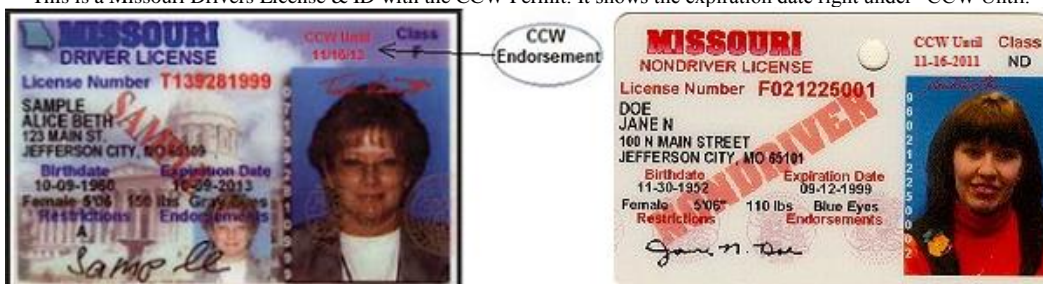 This is a Missouri Drivers License & ID with the CCW Permit. It shows the expiration date right under "CCW Until."
MISSOURI
DRIVER LICENSE
CCW Until
11/16/13
Class
F
License Number T139281999
SAMPLE
ALICE BETH
123 MAIN ST.
JEFFERSON CITY, MO 65109
SAMPLE
Birthdate
10-09-1960
Expiration Date
10-09-2013
Female 5'06 150 lbs Gray Eyes
Restrictions
A
Endorsements
Sample
CCW
Endorsement
MISSOURI
NONDRIVER LICENSE
CCW Until
11-16-2011
Class
ND
License Number F021225001
DOE
JANE N
100 N MAIN STREET
JEFFERSON CITY, MO 65101
NONDRIVER
Birthdate
11-30-1952
Expiration Date
09-12-1999
Female 5'06" 110 lbs Blue Eyes
Restrictions
Endorsements
Jane N. Doe